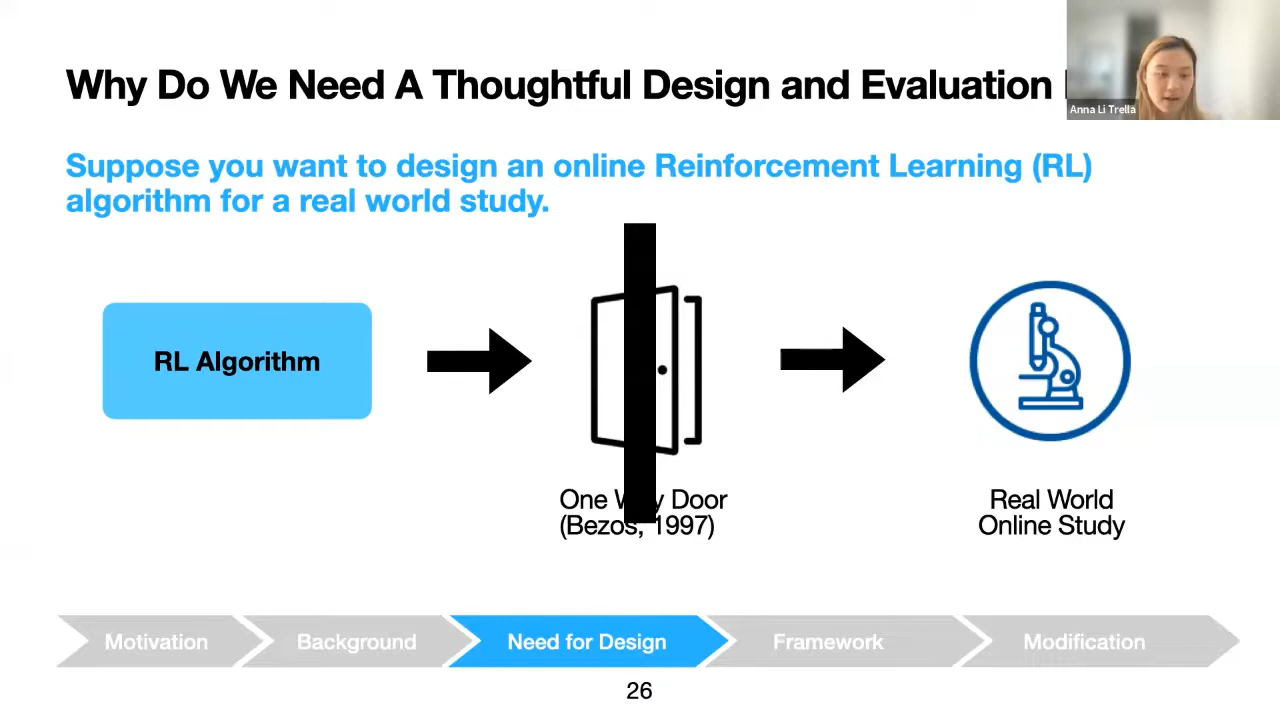 Why Do We Need A Thoughtful Design and Evaluation
Anna Li Trella
Suppose you want to design an online Reinforcement Learning (RL)
algorithm for a real world study.
RL Algorithm
One Door
(Bezos, 1997)
Real World
Online Study
Motivation
Background
Need for Design
Framework
Modification
26